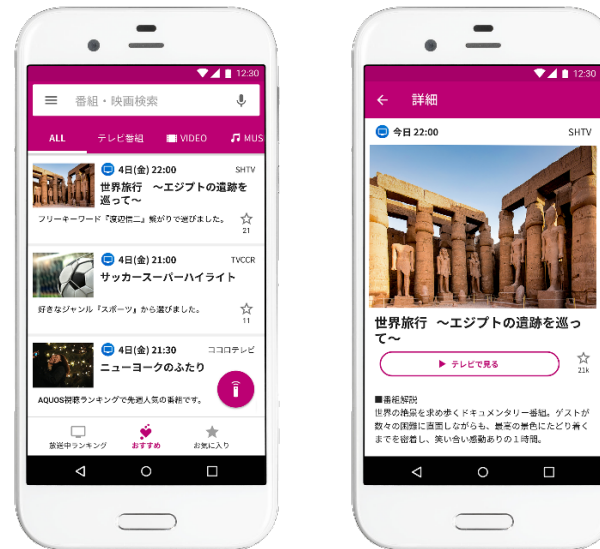 12:30
番組・映画検索
ALL テレビ番組 VIDEO MUS
4日(金) 22:00 SHTV
世界旅行 ～エジプトの遺跡を
巡って～
フリーキーワード『渡辺信二』繋がりで選びました。
21
4日(金) 21:00 TVCCR
サッカースーパーハイライト
好きなジャンル『スポーツ』から選びました。
11
4日(金) 21:30 ココロテレビ
ニューヨークのふたり
AQUOS視聴ランキングで先週人気の番組です。
放送中ランキング おすすめ お気に入り
12:30
詳細
今日 22:00 SHTV
世界旅行 ～エジプトの遺跡を巡っ
て～
テレビで見る
21k
■番組解説
世界の絶景を求め歩くドキュメンタリー番組。ゲストが
数々の困難に直面しながらも、最高の景色にたどり着く
までを密着し、笑い合い感動ありの１時間。